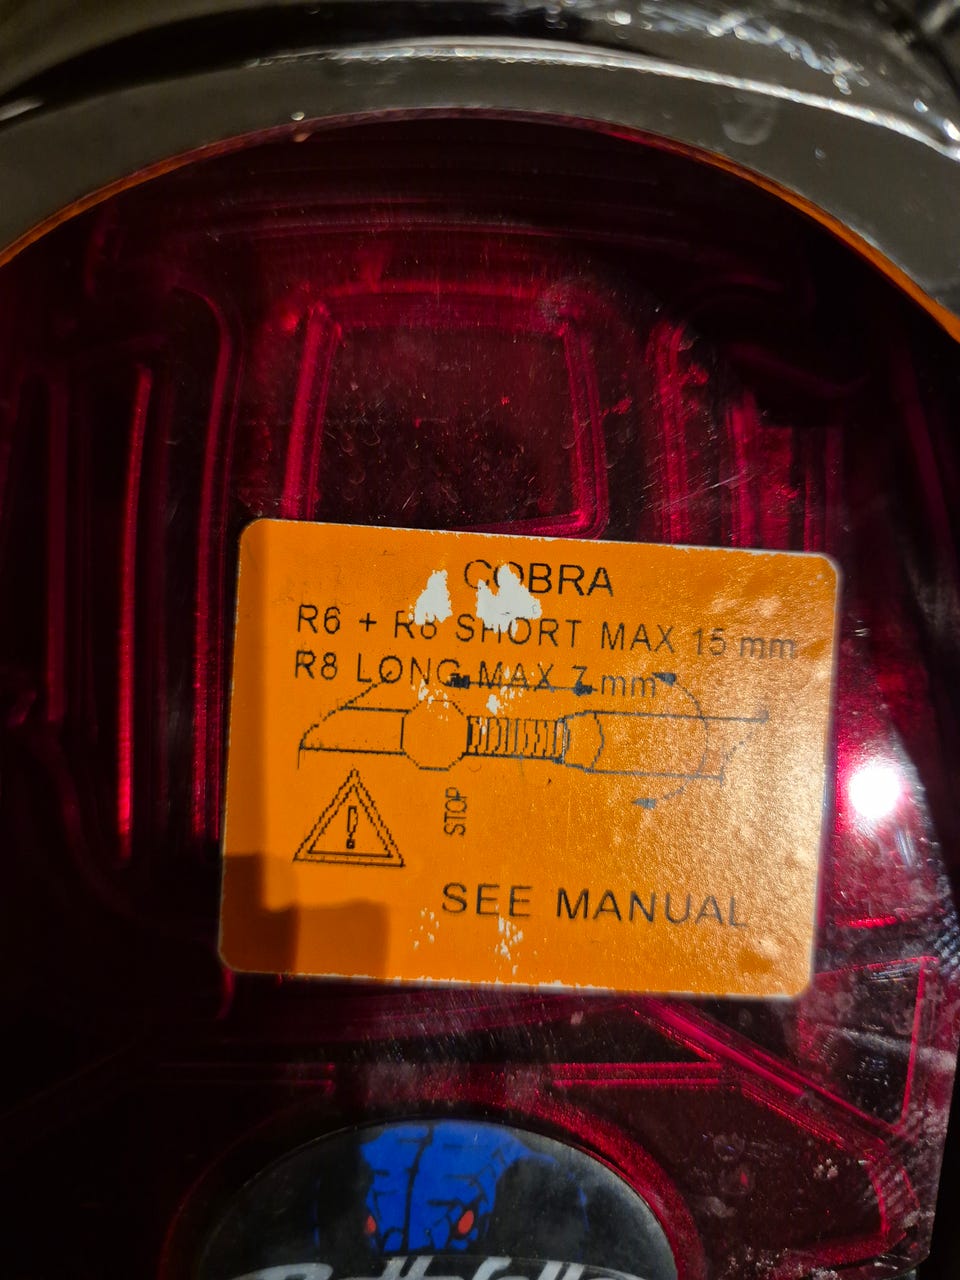 COBRA
R6 + R8 SHORT MAX 15 mm
R8 LONG MAX 7 mm
!
STOP
SEE MANUAL